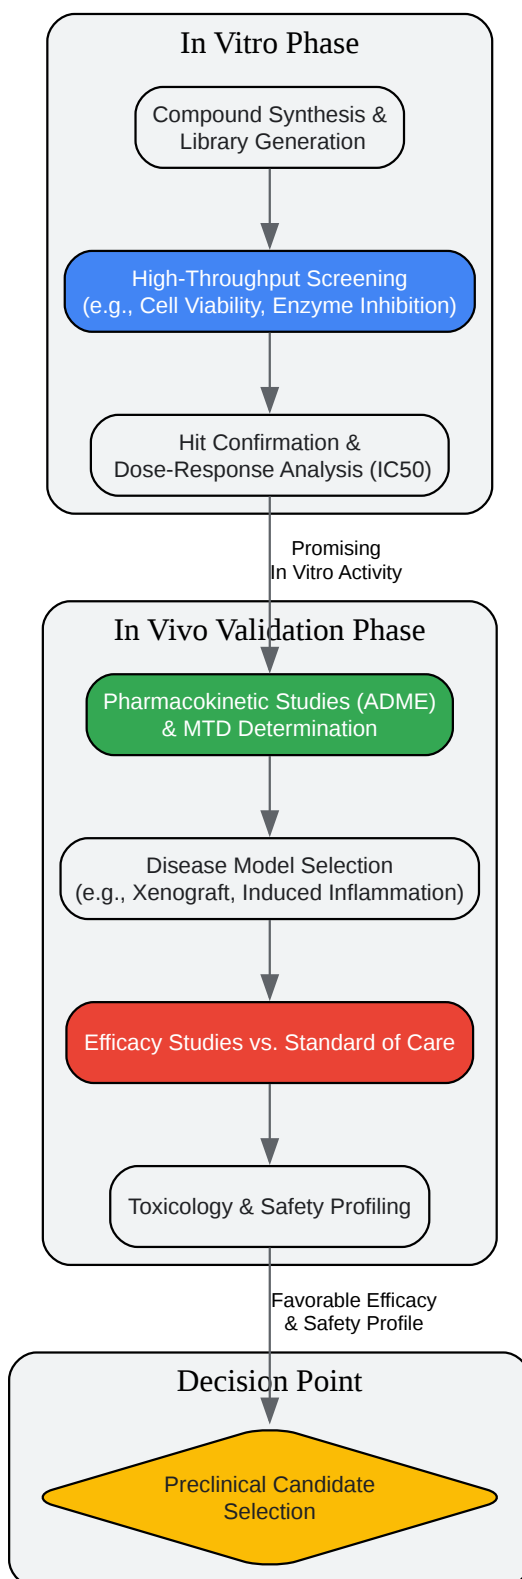 In Vitro Phase
Compound Synthesis &
Library Generation
High-Throughput Screening
(e.g., Cell Viability, Enzyme Inhibition)
Hit Confirmation &
Dose-Response Analysis (IC50)
Promising
In Vitro Activity
In Vivo Validation Phase
Pharmacokinetic Studies (ADME)
& MTD Determination
Disease Model Selection
(e.g., Xenograft, Induced Inflammation)
Efficacy Studies vs. Standard of Care
Toxicology & Safety Profiling
Favorable Efficacy
& Safety Profile
Decision Point
Preclinical Candidate
Selection